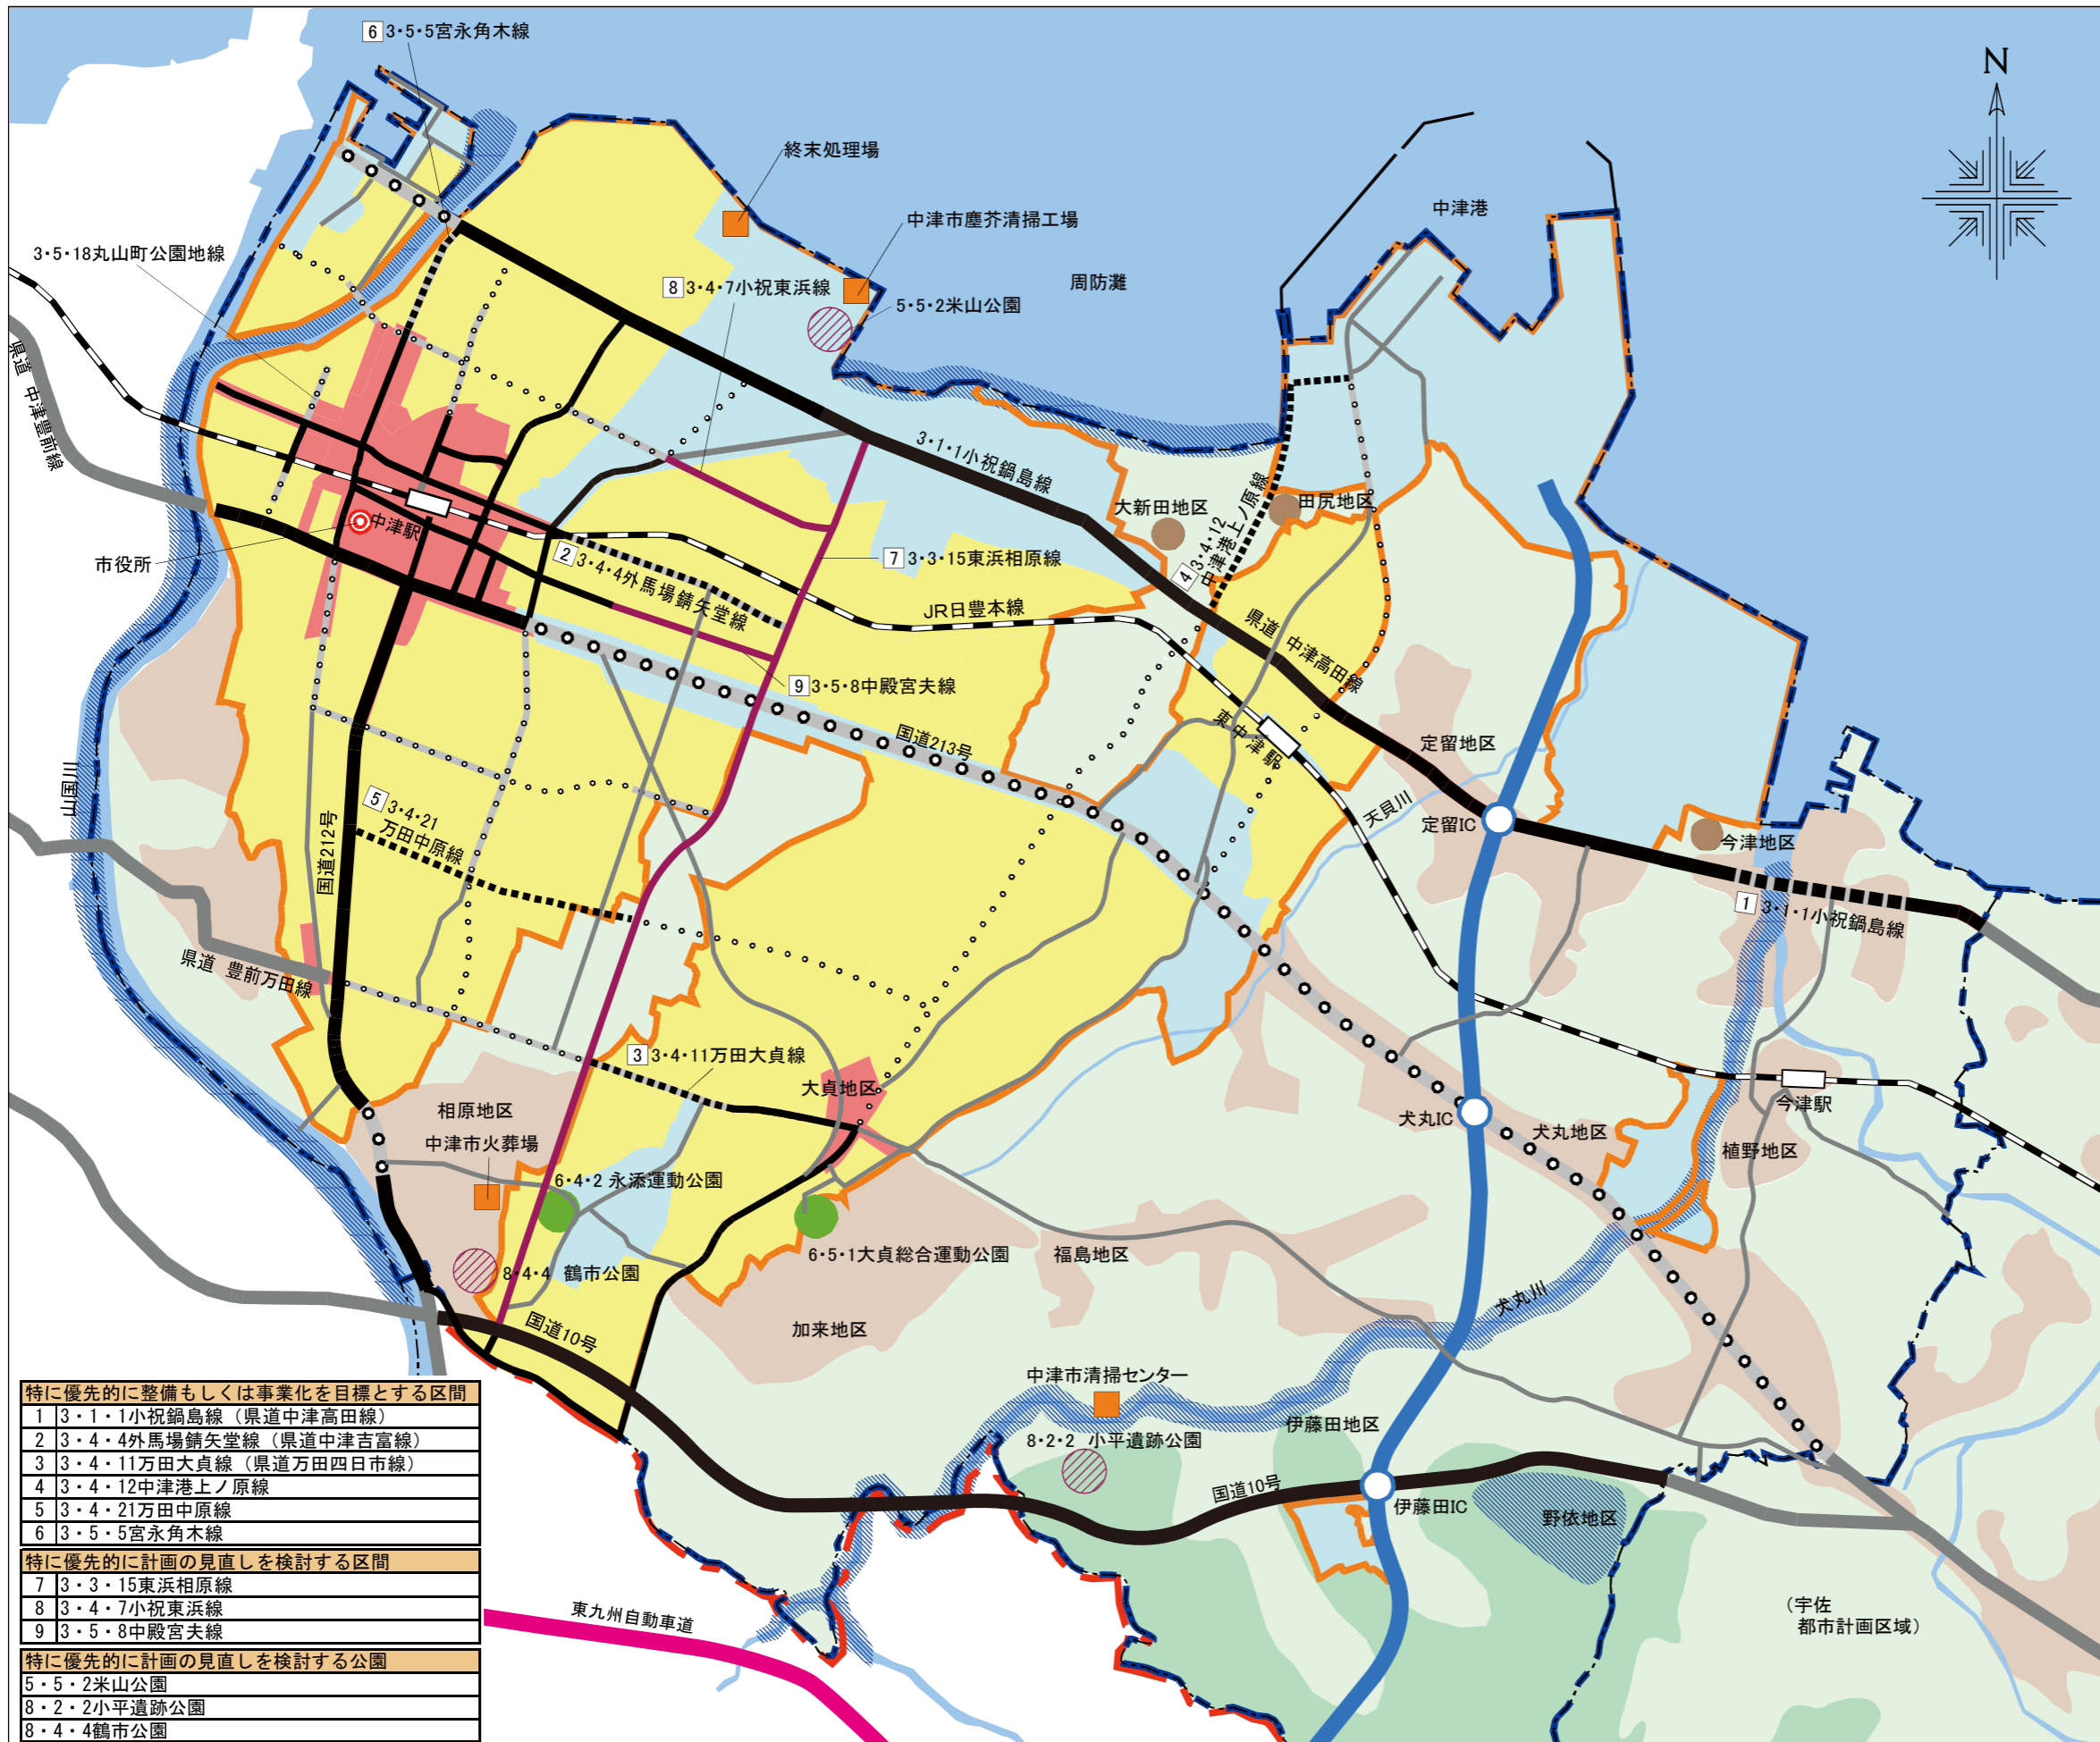 N
6 3・5・5宮永角木線
終末処理場
中津市塵芥清掃工場
中津港
周防灘
3・5・18丸山町公園地線
8 3・4・7小祝東浜線
5・5・2米山公園
県道 中津豊前線
3・1・1小祝鍋島線
大新田地区
田尻地区
4 3・4・12
中津港上ノ原線
中津駅
市役所
2 3・4・4外馬場錆矢堂線
7 3・3・15東浜相原線
JR日豊本線
県道 中津高田線
9 3・5・8中殿宮夫線
国道213号
東中津駅
定留地区
山国川
天貝川
定留IC
今津地区
5 3・4・21
万田中原線
国道212号
1 3・1・1小祝鍋島線
県道 豊前万田線
3 3・4・11万田大貞線
大貞地区
相原地区
中津市火葬場
犬丸IC
犬丸地区
今津駅
植野地区
6・4・2 永添運動公園
6・5・1大貞総合運動公園
福島地区
8・4・4 鶴市公園
犬丸川
国道10号
加来地区
中津市清掃センター
伊藤田地区
8・2・2 小平遺跡公園
国道10号
伊藤田IC
野依地区
東九州自動車道
(宇佐
都市計画区域)
特に優先的に整備もしくは事業化を目標とする区間
1 3・1・1小祝鍋島線(県道中津高田線)
2 3・4・4外馬場錆矢堂線(県道中津吉富線)
3 3・4・11万田大貞線(県道万田四日市線)
4 3・4・12中津港上ノ原線
5 3・4・21万田中原線
6 3・5・5宮永角木線
特に優先的に計画の見直しを検討する区間
7 3・3・15東浜相原線
8 3・4・7小祝東浜線
9 3・5・8中殿宮夫線
特に優先的に計画の見直しを検討する公園
5・5・2米山公園
8・2・2小平遺跡公園
8・4・4鶴市公園